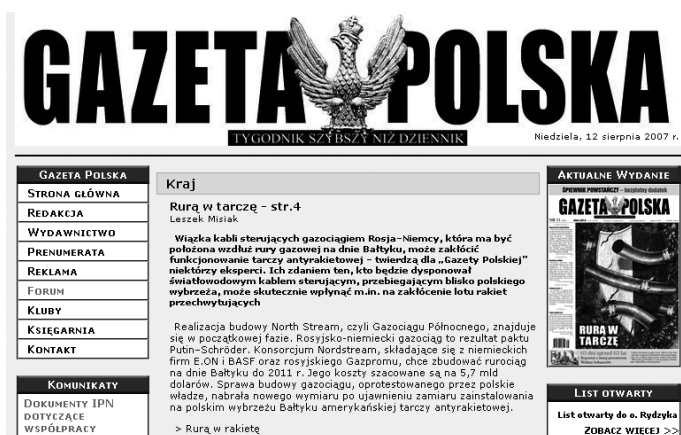 GAZETA POLSKA
TYGODNIK SZYBSZY NIŻ DZIENNIK
Niedziela, 12 sierpnia 2007 r.
Gazeta Polska
Strona główna
Redakcja
Wydawnictwo
Prenumerata
Reklama
Forum
Kluby
Księgarnia
Kontakt
Komunikaty
Dokumenty IPN
dotyczące
współpracy
Kraj
Rurą w tarczę - str.4
Leszek Misiak
Wiązka kabli sterujących gazociągiem Rosja-Niemcy, która ma być
położona wzdłuż rury gazowej na dnie Bałtyku, może zakłócić
funkcjonowanie tarczy antyrakietowej - twierdzą dla „Gazety Polskiej”
niektórzy eksperci. Ich zdaniem ten, kto będzie dysponował
światłowodowym kablem sterującym, przebiegającym blisko polskiego
wybrzeża, może skutecznie wpłynąć m.in. na zakłócenie lotu rakiet
przechwytujących
Realizacja budowy North Stream, czyli Gazociągu Północnego, znajduje
się w początkowej fazie. Rosyjsko-niemiecki gazociąg to rezultat paktu
Putin-Schröder. Konsorcjum Nordstream, składające się z niemieckich
firm E.ON i BASF oraz rosyjskiego Gazpromu, chce zbudować rurociąg
na dnie Bałtyku do 2011 r. Jego koszty szacowane są na 5,7 mld
dolarów. Sprawa budowy gazociągu, oprotestowanego przez polskie
władze, nabrała nowego wymiaru po ujawnieniu zamiaru zainstalowania
na polskim wybrzeżu Bałtyku amerykańskiej tarczy antyrakietowej.
> Rurą w rakietę
Aktualne Wydanie
ŚPIEWNIK POWSTAŃCZY - bezpłatny dodatek
GAZETA POLSKA
RURĄ W
TARCZĘ
List otwarty
List otwarty do o. Rydzyka
ZOBACZ WIĘCEJ >>